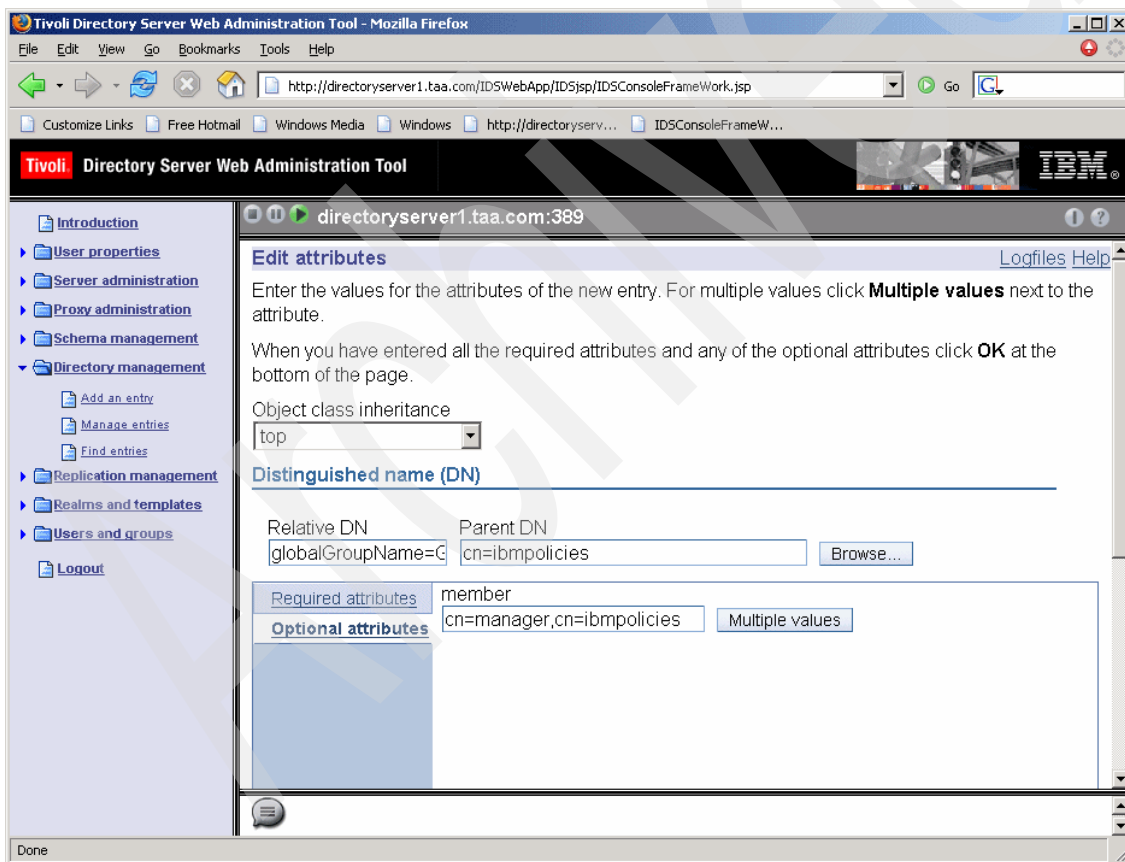 Tivoli Directory Server Web Administration Tool - Mozilla Firefox
File Edit View Go Bookmarks Tools Help
http://directoryserver1.taa.com/IDSWebApp/IDSjsp/IDSConsoleFrameWork.jsp Go G
Customize Links Free Hotmail Windows Media Windows http://directoryserv... IDSConsoleFrameW...
Tivoli. Directory Server Web Administration Tool IBM®
directoryserver1.taa.com:389
Introduction
User properties
Server administration
Proxy administration
Schema management
Directory management
Add an entry
Manage entries
Find entries
Replication management
Realms and templates
Users and groups
Logout
Edit attributes Logfiles Help
Enter the values for the attributes of the new entry. For multiple values click Multiple values next to the
attribute.
When you have entered all the required attributes and any of the optional attributes click OK at the
bottom of the page.
Object class inheritance
top
Distinguished name (DN)
Relative DN Parent DN
globalGroupName=G cn=ibmpolicies Browse...
Required attributes member
Optional attributes cn=manager,cn=ibmpolicies Multiple values
Done